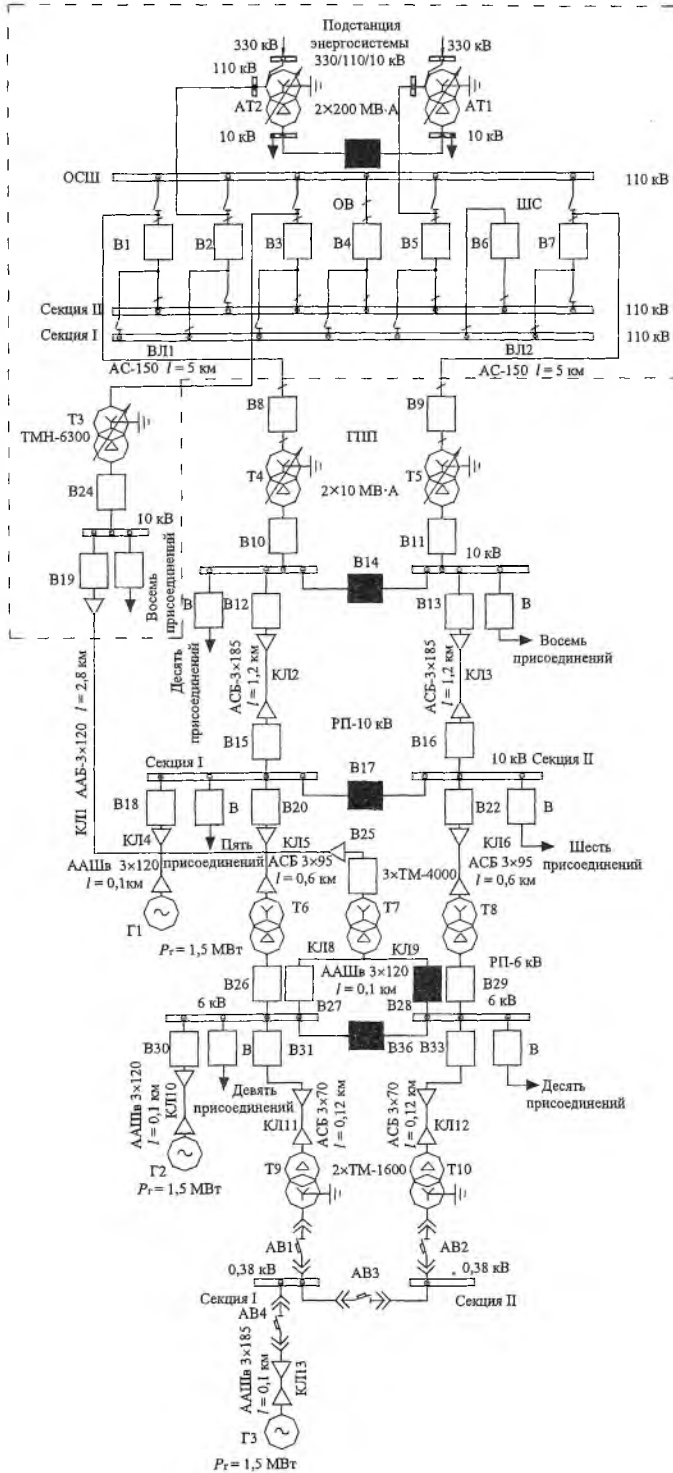 Подстанция
330 кВ энергосистемы 330 кВ
330/110/10 кВ
110 кВ
АТ2 2×200 МВ·А АТ1
10 кВ 10 кВ
ОСШ 110 кВ
ОВ ШС
В1 В2 В3 В4 В5 В6 В7
Секция II 110 кВ
Секция I 110 кВ
ВЛ1 ВЛ2
АС-150 l = 5 км АС-150 l = 5 км
Т3
ТМН-6300
В8 В9
ГПП
Т4 Т5
2×10 МВ·А
В24
В10 В11
10 кВ
В14 10 кВ
В19
Восемь
присоединений
В В12 В13 В
Десять
присоединений
АСБ-3×185
l = 1,2 км
КЛ2
АСБ-3×185
l = 1,2 км
КЛ3
Восемь
присоединений
КЛ1 ААБ-3×120 l = 2,8 км
РП-10 кВ
В15 В16
Секция I В17 10 кВ Секция II
В18 В В20 В22 В
КЛ4 Пять
присоединений
КЛ5 В25 КЛ6 Шесть
присоединений
ААШв 3×120
l = 0,1км
АСБ 3×95
l = 0,6 км
3×ТМ-4000
АСБ 3×95
l = 0,6 км
Г1
Т6 Т7 Т8
Pг = 1,5 МВт
КЛ8 КЛ9
РП-6 кВ
ААШв 3×120
l = 0,1 км
В26 В27 В28 В29
6 кВ 6 кВ
В30 В В31 В36 В33 В
Девять
присоединений
Десять
присоединений
ААШв 3×120
l = 0,1 км
КЛ10
АСБ 3×70
l = 0,12 км
КЛ11
АСБ 3×70
l = 0,12 км
КЛ12
Г2
Pг = 1,5 МВт
Т9 2×ТМ-1600 Т10
АВ1 АВ2
0,38 кВ АВ3 0,38 кВ
Секция I Секция II
АВ4
ААШв 3×185
l = 0,1 км
КЛ13
Г3
Pг = 1,5 МВт